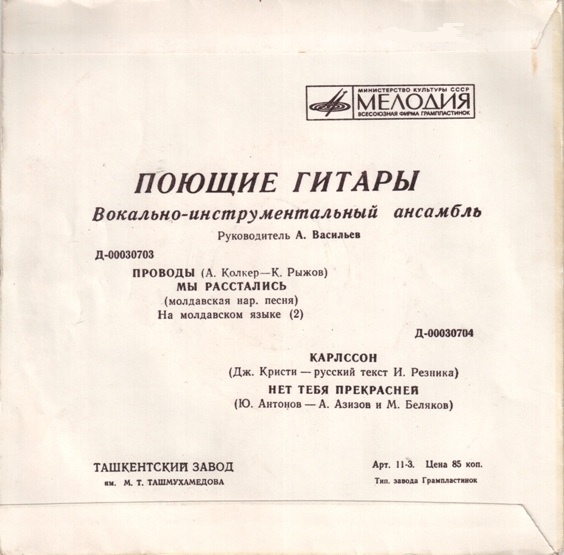 МИНИСТЕРСТВО КУЛЬТУРЫ СССР
МЕЛОДИЯ
ВСЕСОЮЗНАЯ ФИРМА ГРАМПЛАСТИНОК
ПОЮЩИЕ ГИТАРЫ
Вокально-инструментальный ансамбль
Руководитель А. Васильев
Д-00030703
ПРОВОДЫ (А. Колкер—К. Рыжов)
МЫ РАССТАЛИСЬ
(молдавская нар. песня)
На молдавском языке (2)
Д-00030704
КАРЛССОН
(Дж. Кристи — русский текст И. Резника)
НЕТ ТЕБЯ ПРЕКРАСНЕЙ
(Ю. Антонов — А. Азизов и М. Беляков)
ТАШКЕНТСКИЙ ЗАВОД
им. М. Т. ТАШМУХАМЕДОВА
Арт. 11-3. Цена 85 коп.
Тип. завода Грампластинок